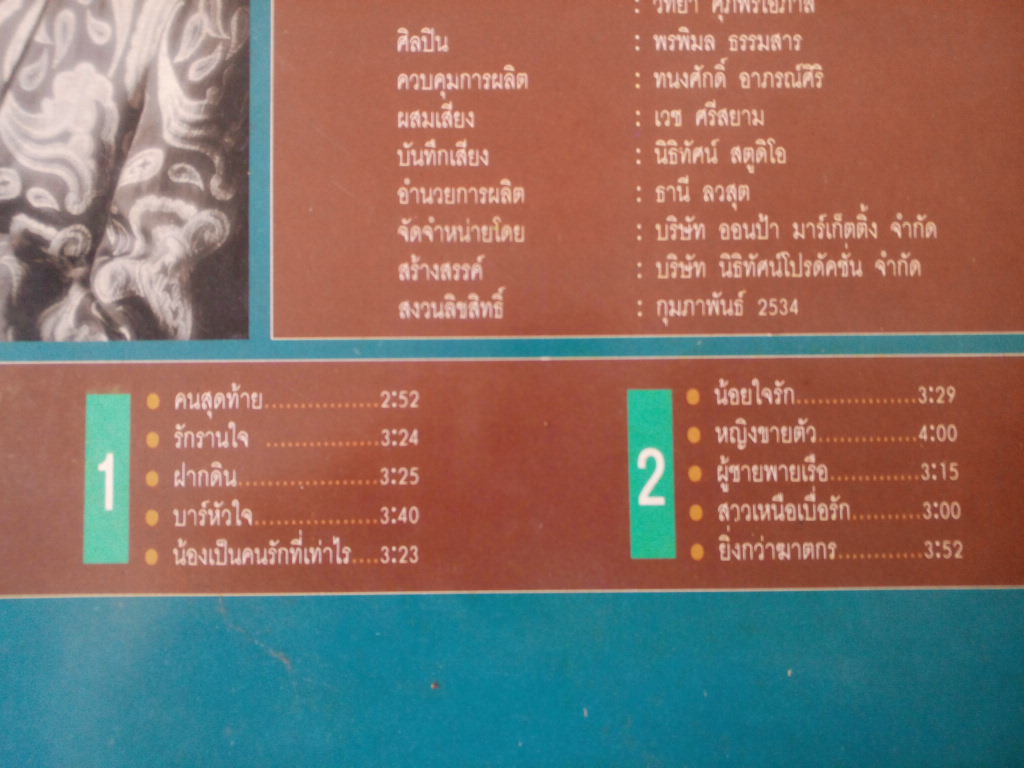 : วิทยา ศุภพรโอภาส
ศิลปิน : พรพิมล ธรรมสาร
ควบคุมการผลิต : ทนงศักดิ์ อาภรณ์ศิริ
ผสมเสียง : เวช ศรีสยาม
บันทึกเสียง : นิธิทัศน์ สตูดิโอ
อำนวยการผลิต : ธานี ลวสุต
จัดจำหน่ายโดย : บริษัท ออนป้า มาร์เก็ตติ้ง จำกัด
สร้างสรรค์ : บริษัท นิธิทัศน์โปรดัคชั่น จำกัด
สงวนลิขสิทธิ์ : กุมภาพันธ์ 2534
1
คนสุดท้าย..............2:52
รักรานใจ ..............3:24
ฝากดิน.................3:25
บาร์หัวใจ...............3:40
น้องเป็นคนรักที่เท่าไร....3:23
2
น้อยใจรัก...............3:29
หญิงขายตัว............4:00
ผู้ชายพายเรือ...........3:15
สาวเหนือเบื่อรัก.........3:00
ยิ่งกว่าฆาตกร...........3:52